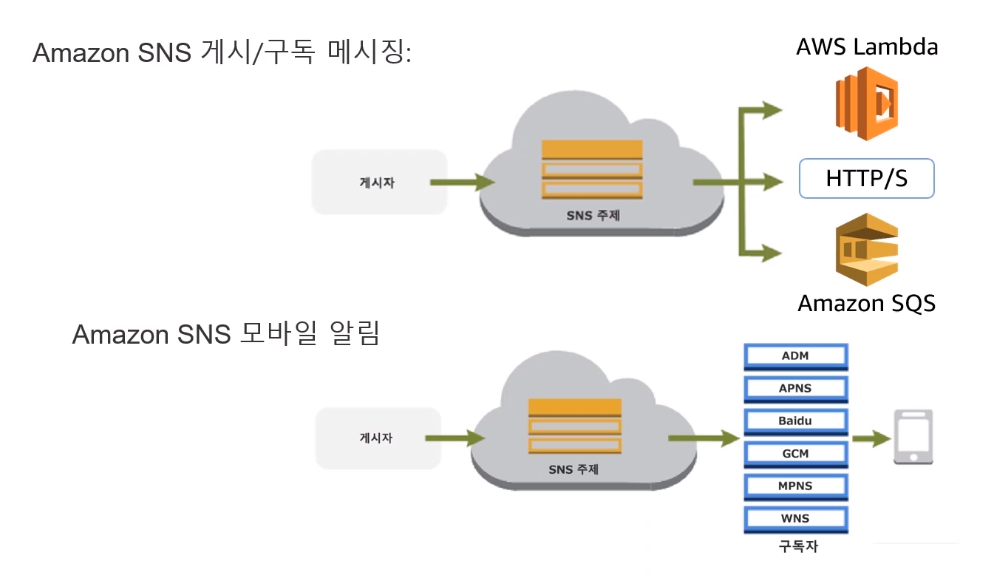 Amazon SNS 게시/구독 메시징:
AWS Lambda
게시자
SNS 주제
HTTP/S
Amazon SQS
Amazon SNS 모바일 알림
게시자
SNS 주제
ADM
APNS
Baidu
GCM
MPNS
WNS
구독자